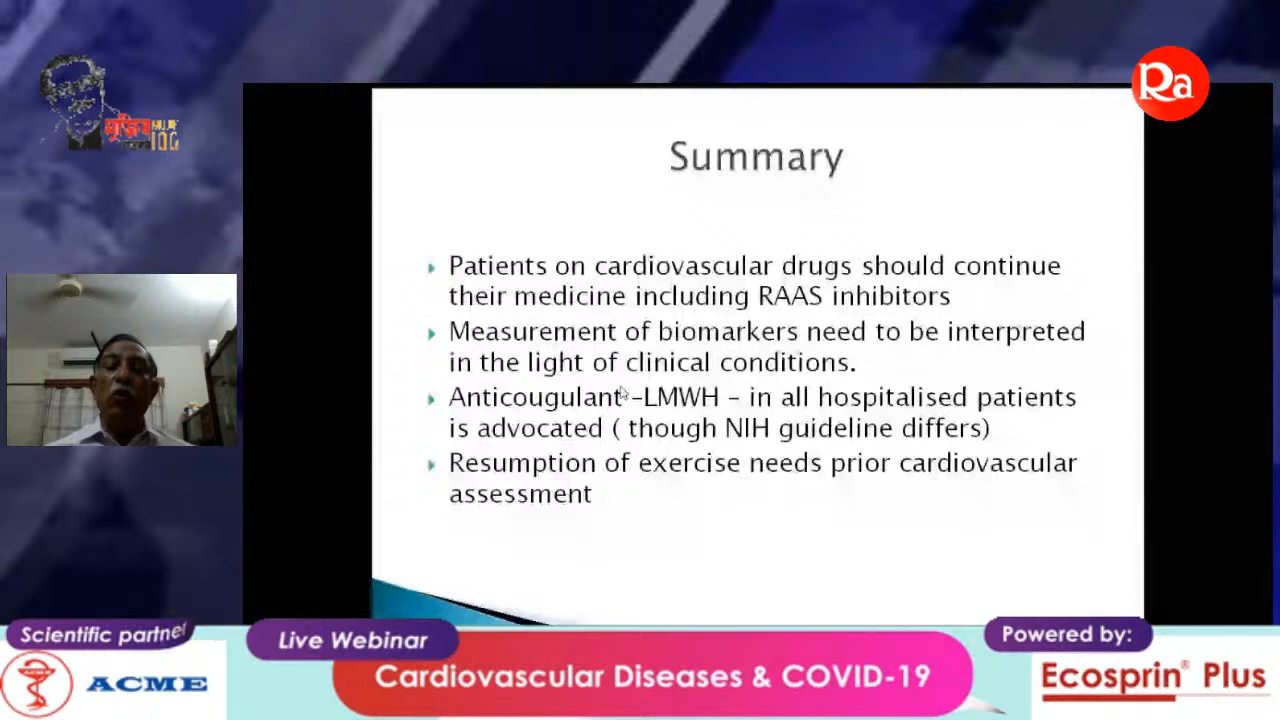 Ra
মুজিব
100
Summary
Patients on cardiovascular drugs should continue
their medicine including RAAS inhibitors
Measurement of biomarkers need to be interpreted
in the light of clinical conditions.
Anticougulant -LMWH - in all hospitalised patients
is advocated ( though NIH guideline differs)
Resumption of exercise needs prior cardiovascular
assessment
Scientific partner
Live Webinar
Powered by:
ACME
Cardiovascular Diseases & COVID-19
Ecosprin® Plus